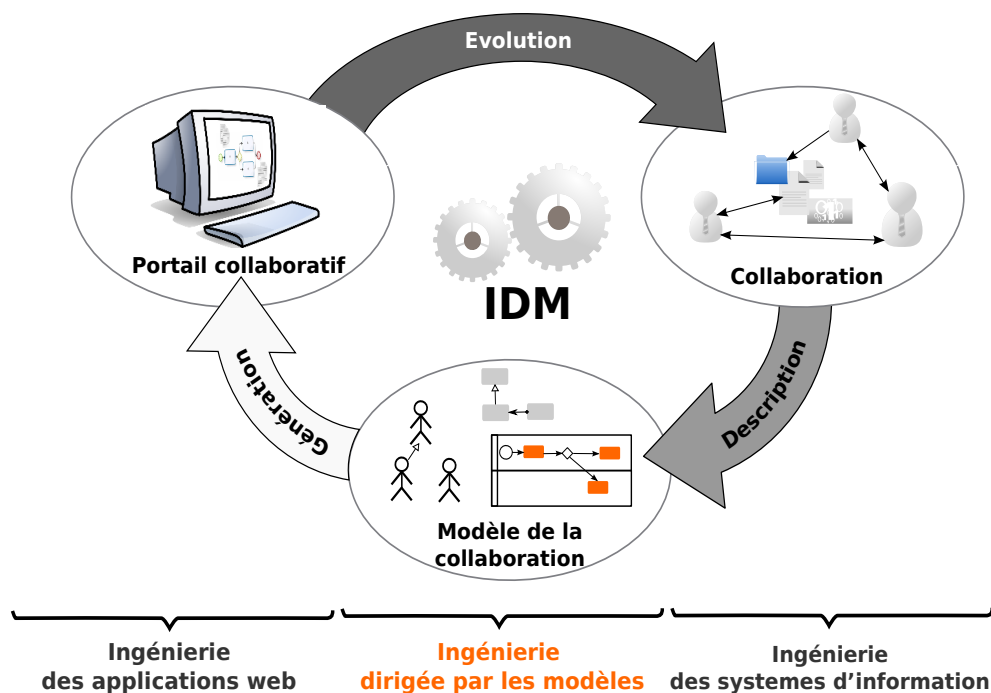 Evolution
Portail collaboratif
Collaboration
IDM
Génération
Description
Modèle de la
collaboration
Ingénierie
des applications web
Ingénierie
dirigée par les modèles
Ingénierie
des systemes d'information